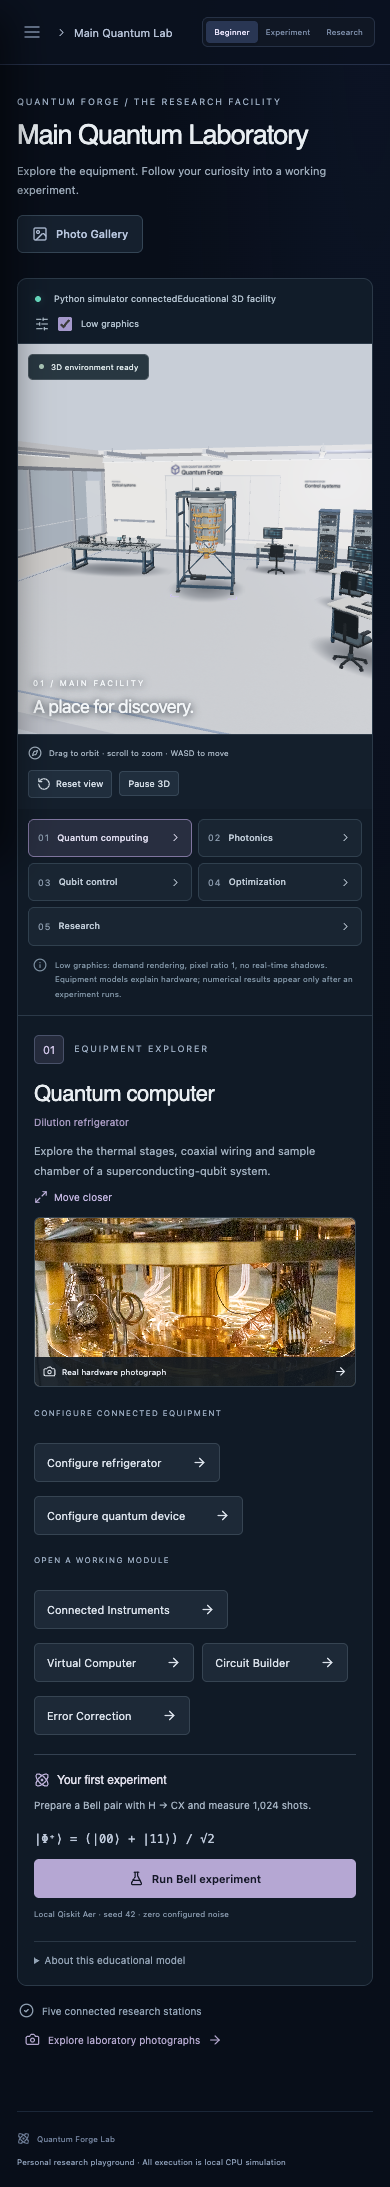 Main Quantum Lab
Beginner
Experiment
Research
QUANTUM FORGE / THE RESEARCH FACILITY
Main Quantum Laboratory
Explore the equipment. Follow your curiosity into a working
experiment.
Photo Gallery
Python simulator connectedEducational 3D facility
Low graphics
3D environment ready
Quantum Forge
Optical systems
Control systems
01 / MAIN FACILITY
A place for discovery.
Drag to orbit · scroll to zoom · WASD to move
Reset view
Pause 3D
01 Quantum computing
02 Photonics
03 Qubit control
04 Optimization
05 Research
Low graphics: demand rendering, pixel ratio 1, no real-time shadows.
Equipment models explain hardware; numerical results appear only after an
experiment runs.
01 EQUIPMENT EXPLORER
Quantum computer
Dilution refrigerator
Explore the thermal stages, coaxial wiring and sample
chamber of a superconducting-qubit system.
Move closer
Real hardware photograph
CONFIGURE CONNECTED EQUIPMENT
Configure refrigerator
Configure quantum device
OPEN A WORKING MODULE
Connected Instruments
Virtual Computer
Circuit Builder
Error Correction
Your first experiment
Prepare a Bell pair with H → CX and measure 1,024 shots.
|Φ⁺⟩ = (|00⟩ + |11⟩) / √2
Run Bell experiment
Local Qiskit Aer · seed 42 · zero configured noise
About this educational model
Five connected research stations
Explore laboratory photographs
Quantum Forge Lab
Personal research playground · All execution is local CPU simulation